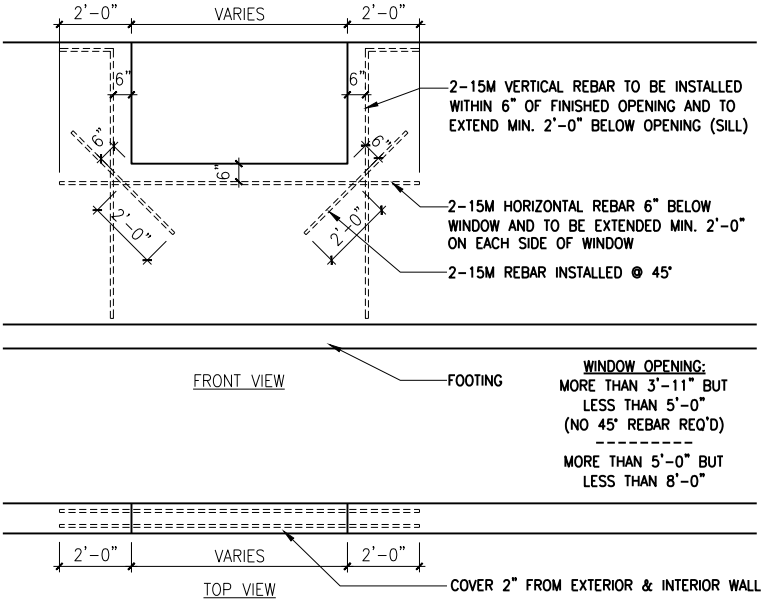 2'-0" VARIES 2'-0"
6" 6"
2-15M VERTICAL REBAR TO BE INSTALLED
WITHIN 6" OF FINISHED OPENING AND TO
EXTEND MIN. 2'-0" BELOW OPENING (SILL)
6" 6" 6"
2'-0" 2'-0"
2-15M HORIZONTAL REBAR 6" BELOW
WINDOW AND TO BE EXTENDED MIN. 2'-0"
ON EACH SIDE OF WINDOW
2-15M REBAR INSTALLED @ 45°
FRONT VIEW
FOOTING
WINDOW OPENING:
MORE THAN 3'-11" BUT
LESS THAN 5'-0"
(NO 45° REBAR REQ'D)
----------
MORE THAN 5'-0" BUT
LESS THAN 8'-0"
2'-0" VARIES 2'-0"
TOP VIEW
COVER 2" FROM EXTERIOR & INTERIOR WALL